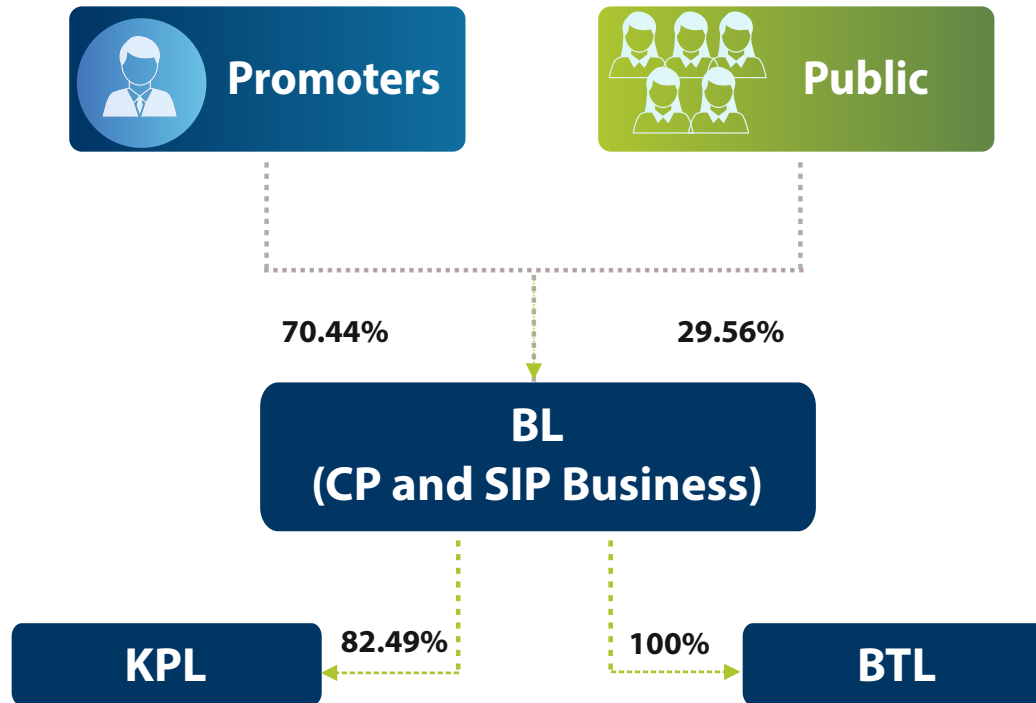 Promoters
Public
70.44%
29.56%
BL
(CP and SIP Business)
KPL
82.49%
100%
BTL